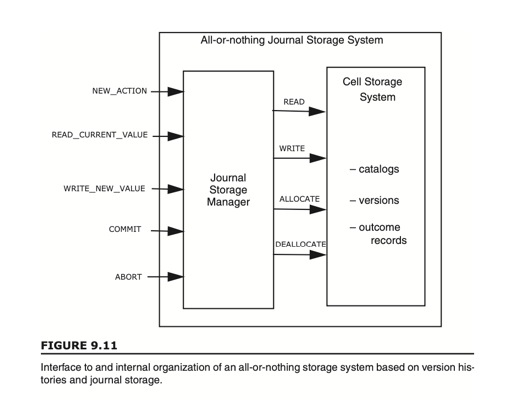 All-or-nothing Journal Storage System
NEW_ACTION
READ_CURRENT_VALUE
WRITE_NEW_VALUE
COMMIT
ABORT
Journal
Storage
Manager
READ
WRITE
ALLOCATE
DEALLOCATE
Cell Storage
System
– catalogs
– versions
– outcome
records
FIGURE 9.11
Interface to and internal organization of an all-or-nothing storage system based on version his-
tories and journal storage.